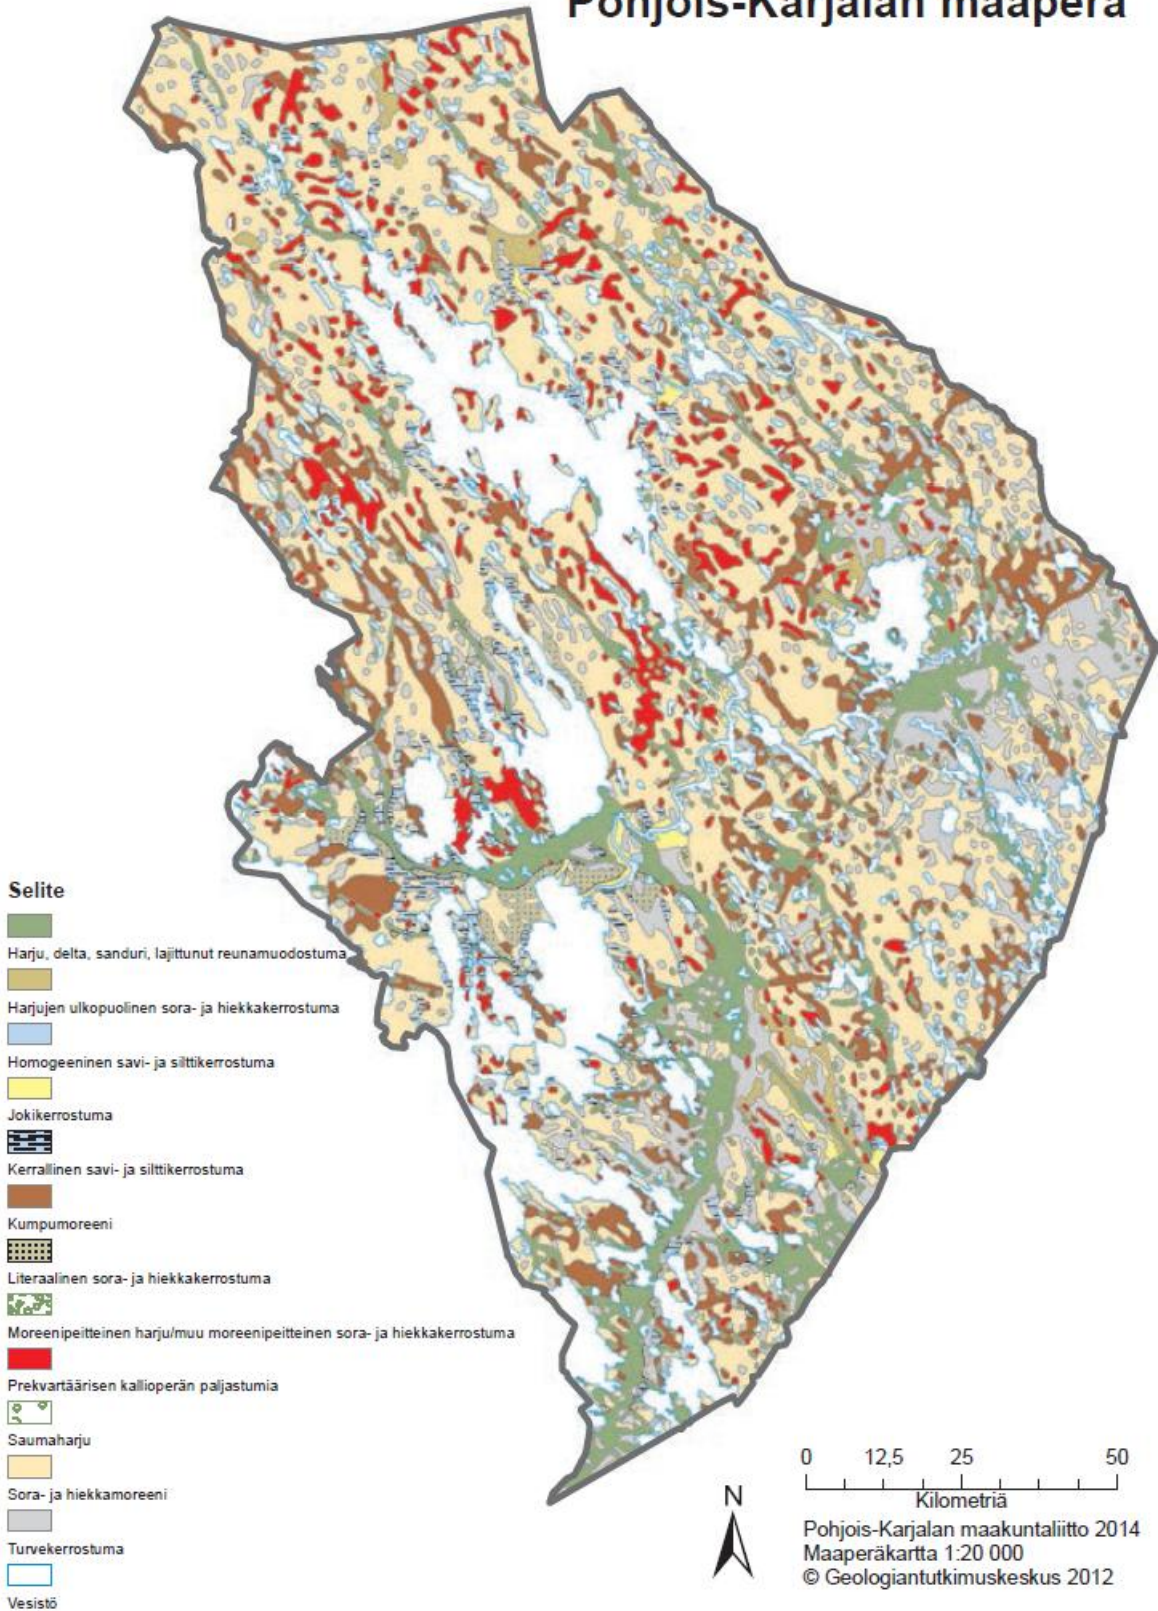 Pohjois-Karjalan maaperä
Selite
Harju, delta, sanduri, lajittunut reunamuodostuma
Harjujen ulkopuolinen sora- ja hiekkakerrostuma
Homogeeninen savi- ja silttikerrostuma
Jokikerrostuma
Kerrallinen savi- ja silttikerrostuma
Kumpumoreeni
Literaalinen sora- ja hiekkakerrostuma
Moreenipeitteinen harju/muu moreenipeitteinen sora- ja hiekkakerrostuma
Prekvartäärisen kallioperän paljastumia
Saumaharju
Sora- ja hiekkamoreeni
Turvekerrostuma
Vesistö
N
0 12,5 25 50
Kilometriä
Pohjois-Karjalan maakuntaliitto 2014
Maaperäkartta 1:20 000
© Geologiantutkimuskeskus 2012